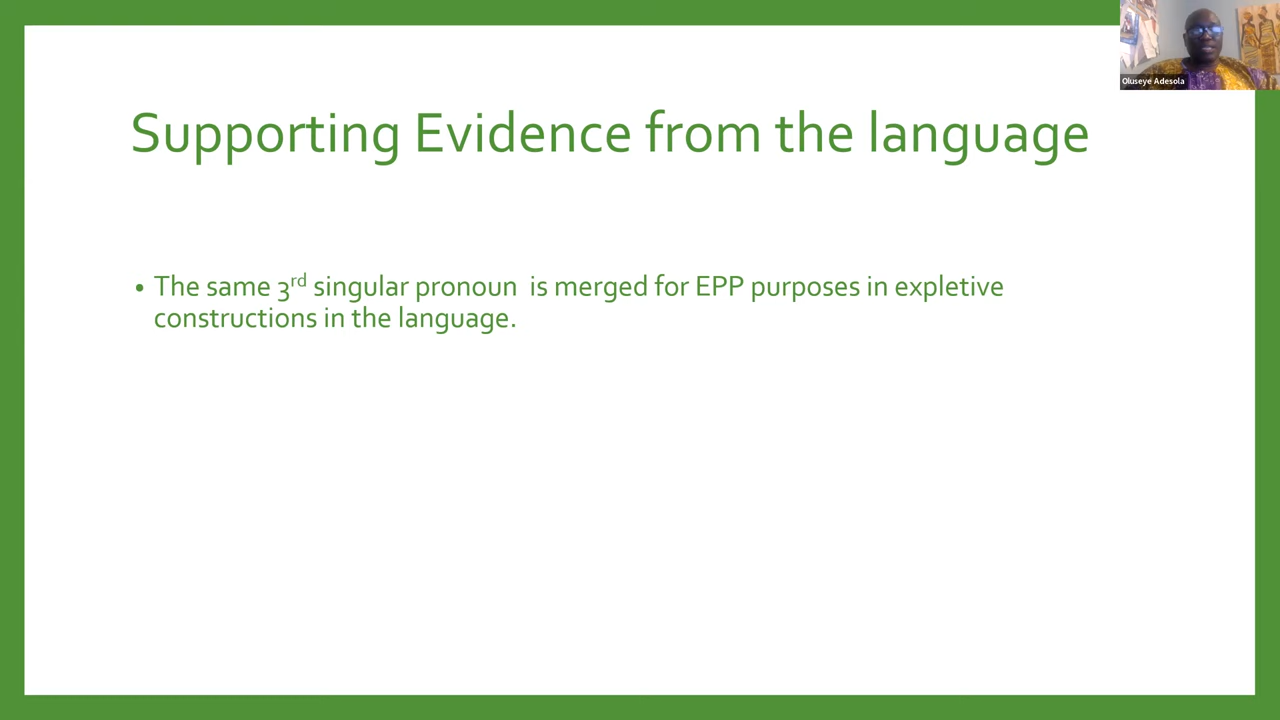 Oluseye Adesola
Supporting Evidence from the language
• The same 3rd singular pronoun  is merged for EPP purposes in expletive
constructions in the language.